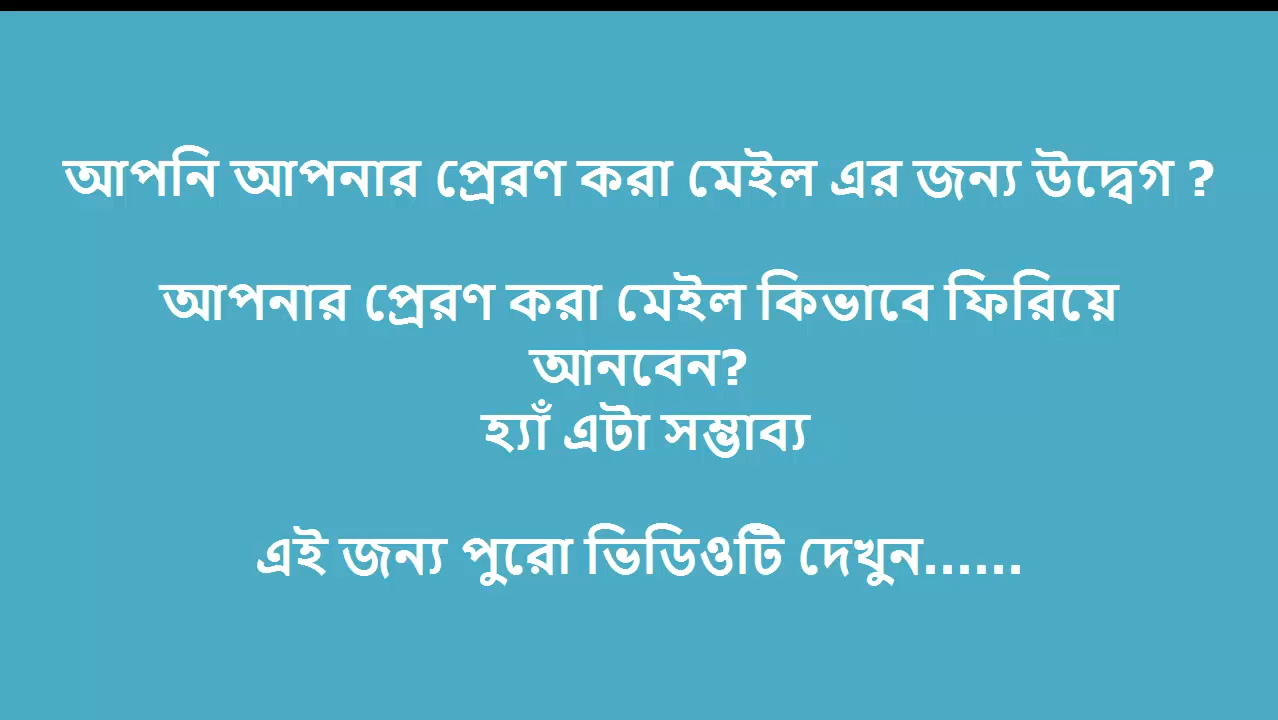 আপনি আপনার প্রেরণ করা মেইল এর জন্য উদ্বেগ ?
আপনার প্রেরণ করা মেইল কিভাবে ফিরিয়ে
আনবেন?
হ্যাঁ এটা সম্ভাব্য
এই জন্য পুরো ভিডিওটি দেখুন......